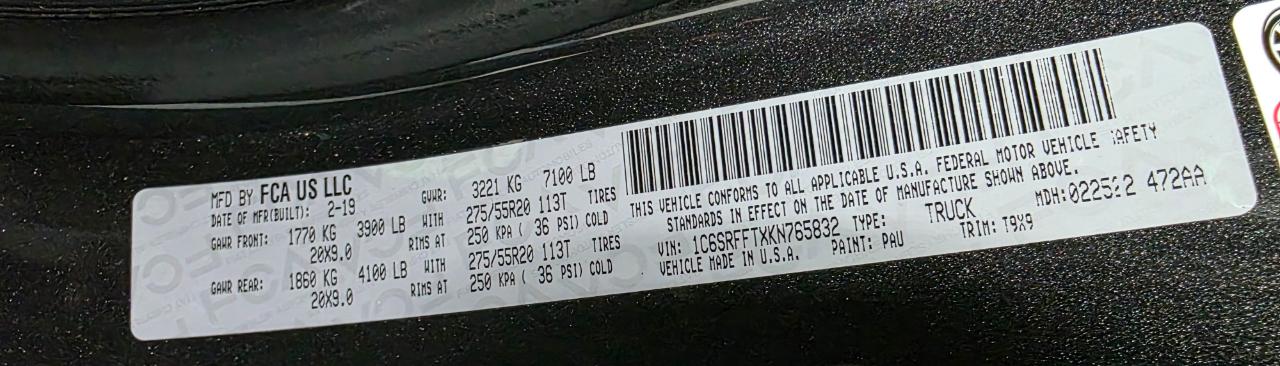 MFD BY FCA US LLC
DATE OF MFR(BUILT): 2-19
GVWR: 3221 KG 7100 LB
GAWR FRONT: 1770 KG 3900 LB WITH 275/55R20 113T TIRES
20X9.0 RIMS AT 250 KPA ( 36 PSI) COLD
GAWR REAR: 1860 KG 4100 LB WITH 275/55R20 113T TIRES
20X9.0 RIMS AT 250 KPA ( 36 PSI) COLD
THIS VEHICLE CONFORMS TO ALL APPLICABLE U.S.A. FEDERAL MOTOR VEHICLE SAFETY
STANDARDS IN EFFECT ON THE DATE OF MANUFACTURE SHOWN ABOVE.
VIN: 1C6SRFFTXKN765832 TYPE: TRUCK MDH: 472AA
VEHICLE MADE IN U.S.A. PAINT: PAU TRIM: T9X9